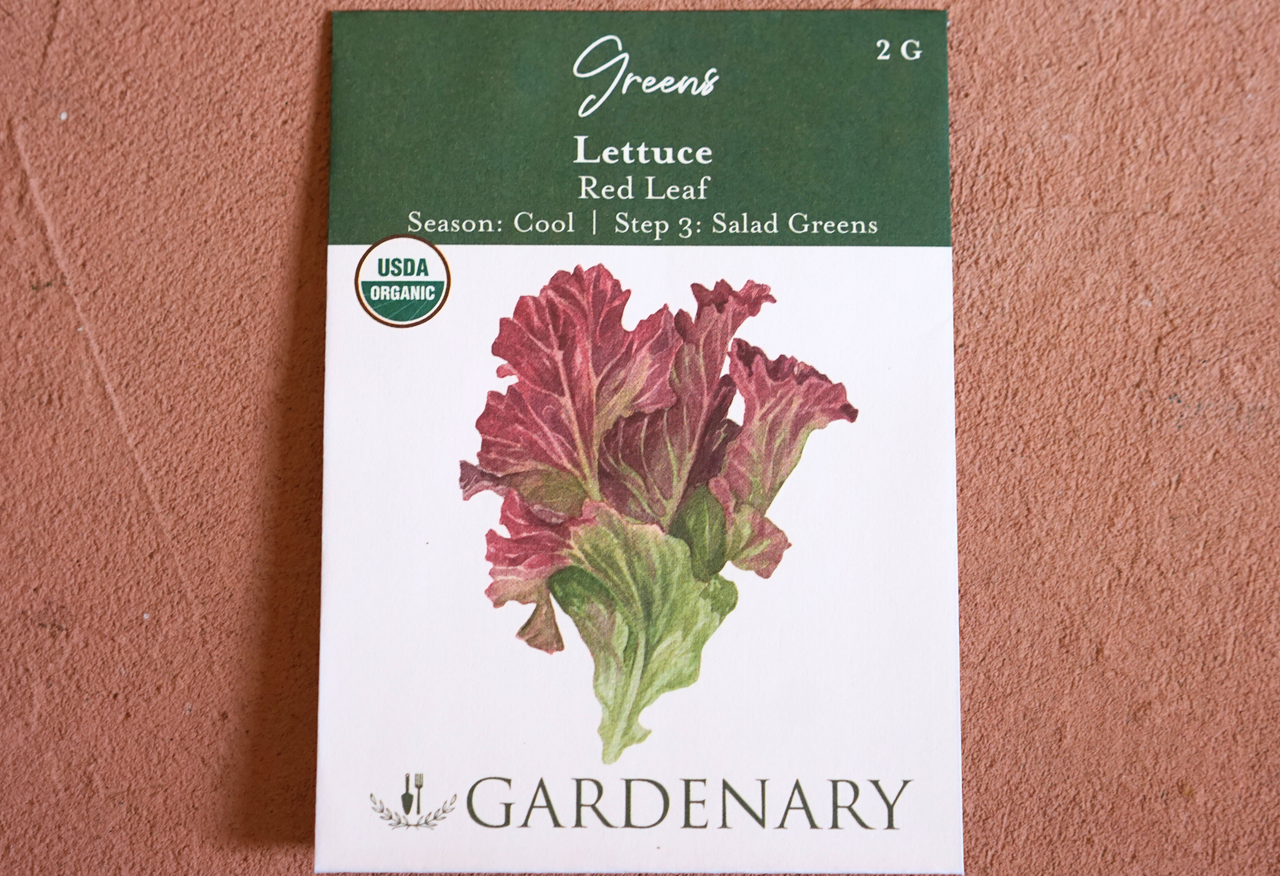 Greens
2 G
Lettuce
Red Leaf
Season: Cool | Step 3: Salad Greens
USDA
ORGANIC
GARDENARY